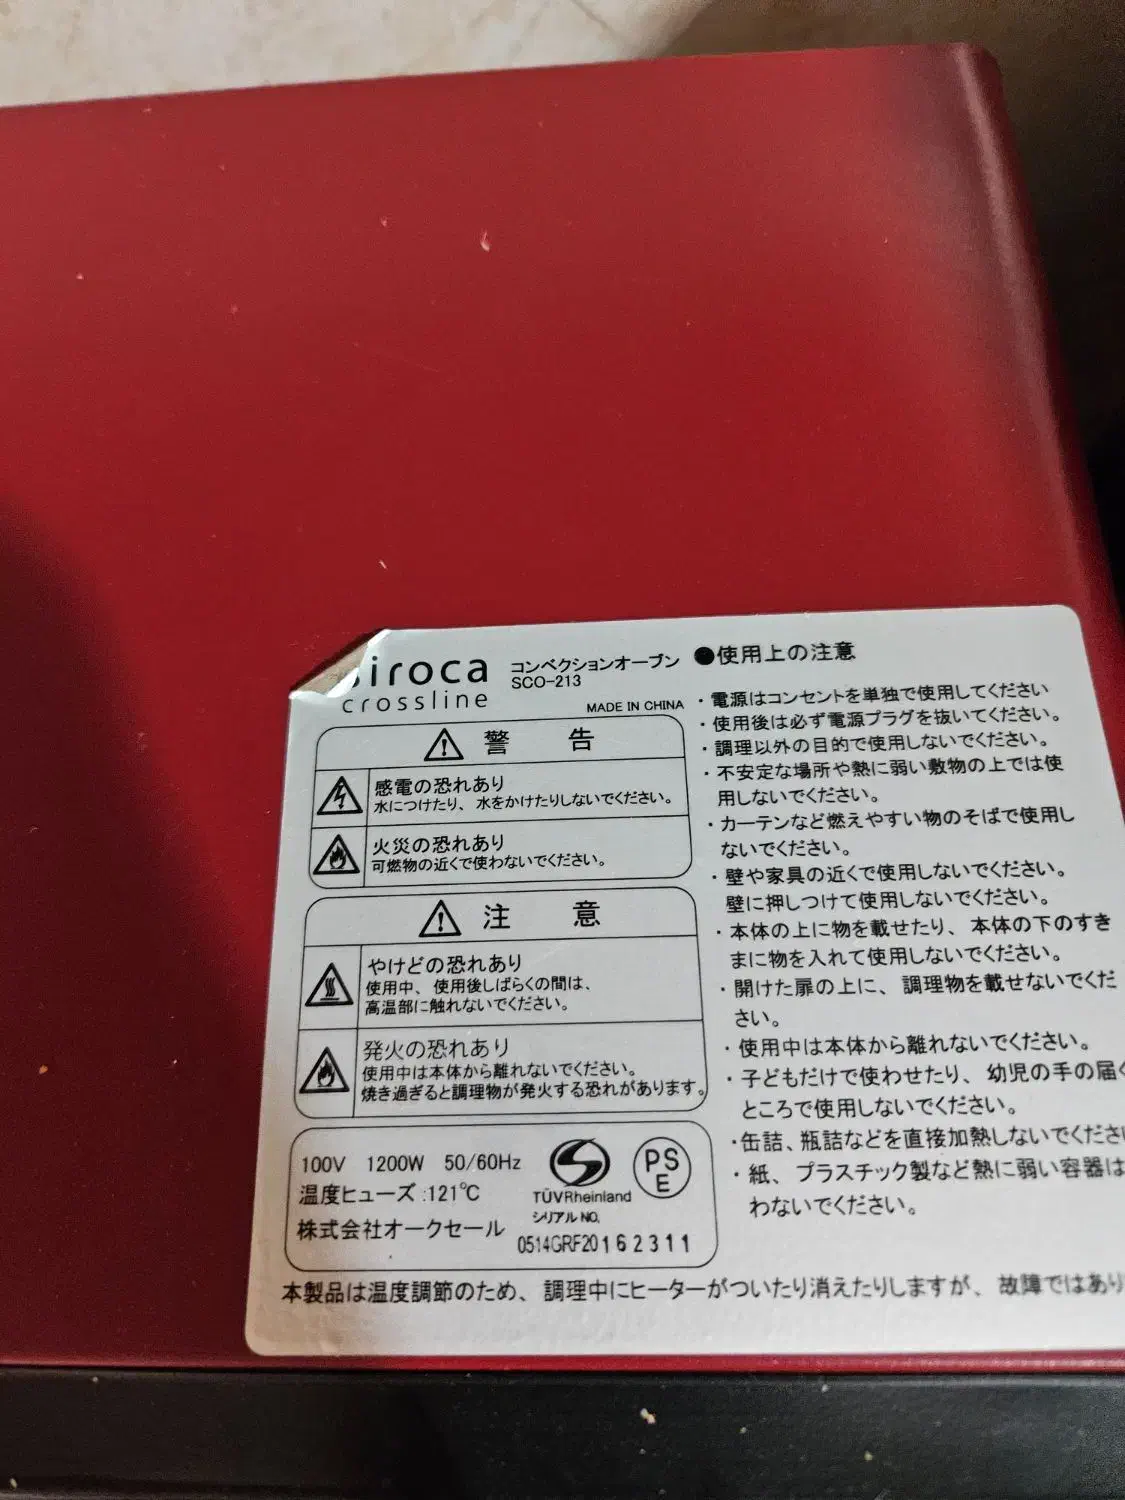 iroca
crossline
コンベクションオーブン
SCO-213
MADE IN CHINA
警 告
感電の恐れあり
水につけたり、水をかけたりしないでください。
火災の恐れあり
可燃物の近くで使わないでください。
注 意
やけどの恐れあり
使用中、使用後しばらくの間は、
高温部に触れないでください。
発火の恐れあり
使用中は本体から離れないでください。
焼き過ぎると調理物が発火する恐れがあります。
100V 1200W 50/60Hz
温度ヒューズ:121℃
株式会社オークセール
TÜVRheinland
PS
E
シリアルNO.
0514GRF20162311
●使用上の注意
・電源はコンセントを単独で使用してください
・使用後は必ず電源プラグを抜いてください。
・調理以外の目的で使用しないでください。
・不安定な場所や熱に弱い敷物の上では使
用しないでください。
・カーテンなど燃えやすい物のそばで使用し
ないでください。
・壁や家具の近くで使用しないでください。
壁に押しつけて使用しないでください。
・本体の上に物を載せたり、本体の下のすき
まに物を入れて使用しないでください。
・開けた扉の上に、調理物を載せないでくだ
さい。
・使用中は本体から離れないでください。
・子どもだけで使わせたり、幼児の手の届く
ところで使用しないでください。
・缶詰、瓶詰などを直接加熱しないでくださ
・紙、プラスチック製など熱に弱い容器は
わないでください。
本製品は温度調節のため、調理中にヒーターがついたり消えたりしますが、故障ではあり